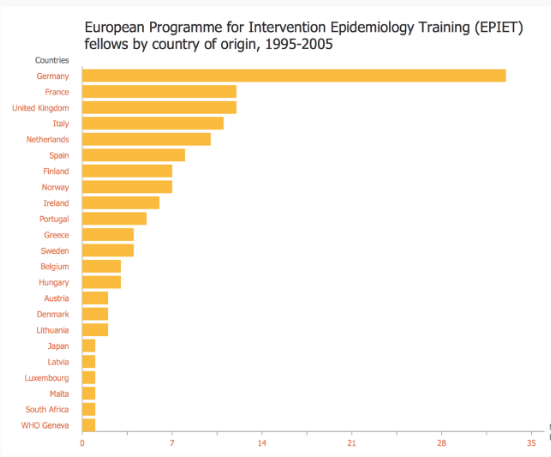 European Programme for Intervention Epidemiology Training (EPIET)
fellows by country of origin, 1995-2005
Countries
Germany
France
United Kingdom
Italy
Netherlands
Spain
Finland
Norway
Ireland
Portugal
Greece
Sweden
Belgium
Hungary
Austria
Denmark
Lithuania
Japan
Latvia
Luxembourg
Malta
South Africa
WHO Geneva
0 7 14 21 28 35